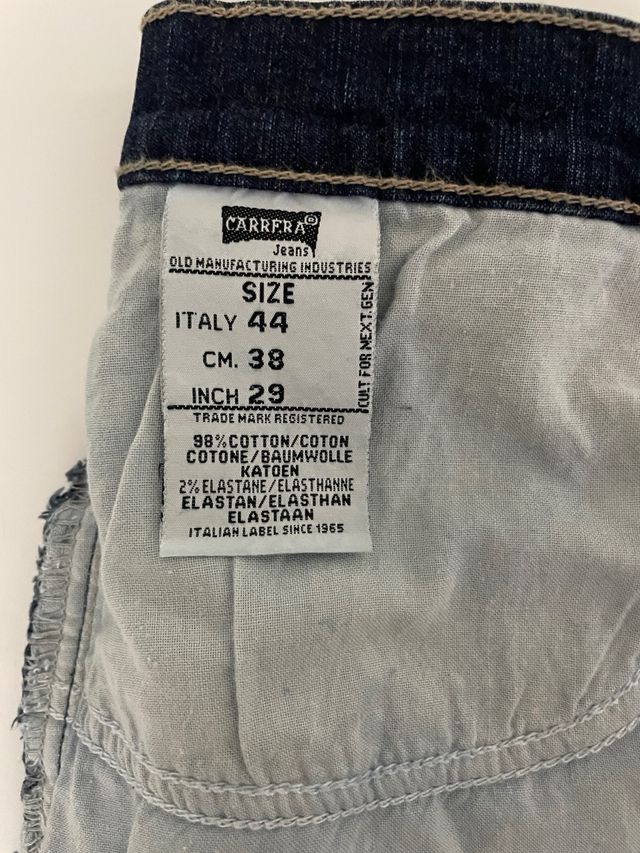 CARRERA
Jeans
OLD MANUFACTURING INDUSTRIES
SIZE
ITALY 44
CM. 38
INCH 29
CULT FOR NEXT.GEN
TRADE MARK REGISTERED
98% COTTON/COTON
COTONE/BAUMWOLLE
KATOEN
2% ELASTANE/ELASTHANNE
ELASTAN/ELASTHAN
ELASTAAN
ITALIAN LABEL SINCE 1965